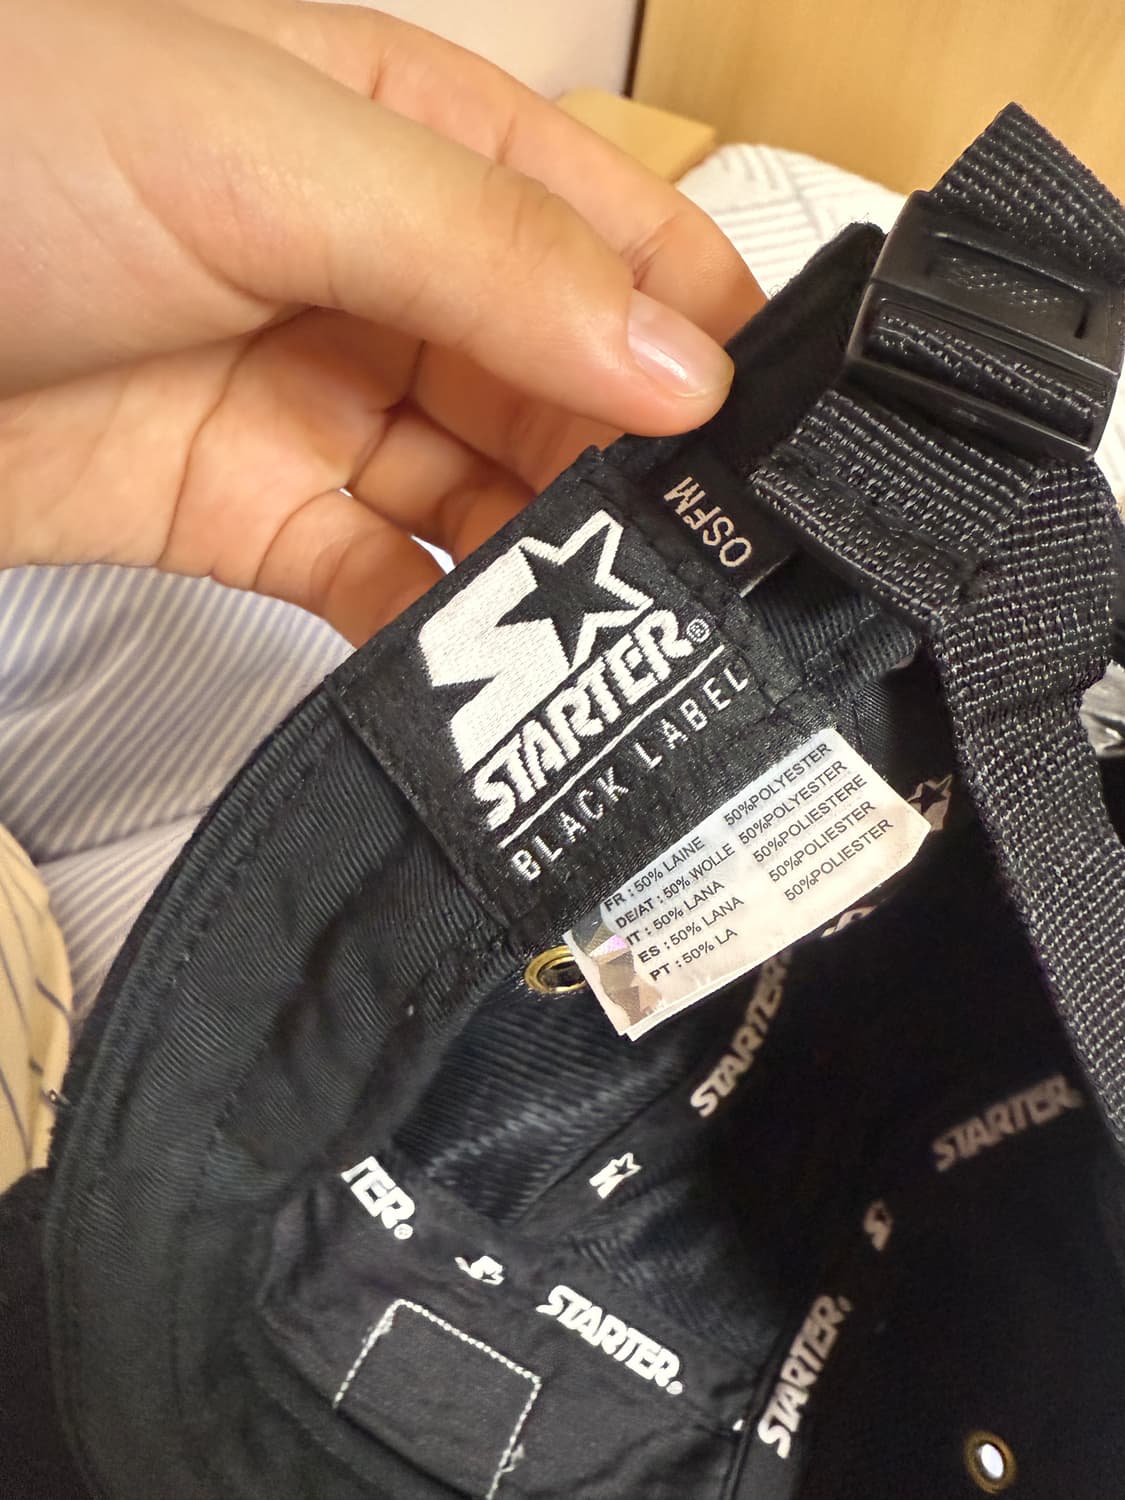 OSFM
STARTER®
BLACK LABEL
FR : 50% LAINE 50%POLYESTER
DE/AT : 50% WOLLE 50%POLYESTER
IT : 50% LANA 50%POLIESTERE
ES : 50% LANA 50%POLIESTER
PT : 50% LA 50%POLIESTER
STARTER
STARTER
TER®
STARTER®
STARTER®